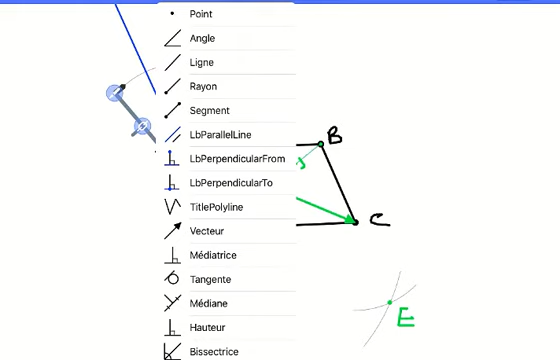 Point
Angle
Ligne
Rayon
Segment
LbParallelLine
LbPerpendicularFrom
LbPerpendicularTo
TitlePolyline
Vecteur
Médiatrice
Tangente
Médiane
Hauteur
Bissectrice
B
C
E